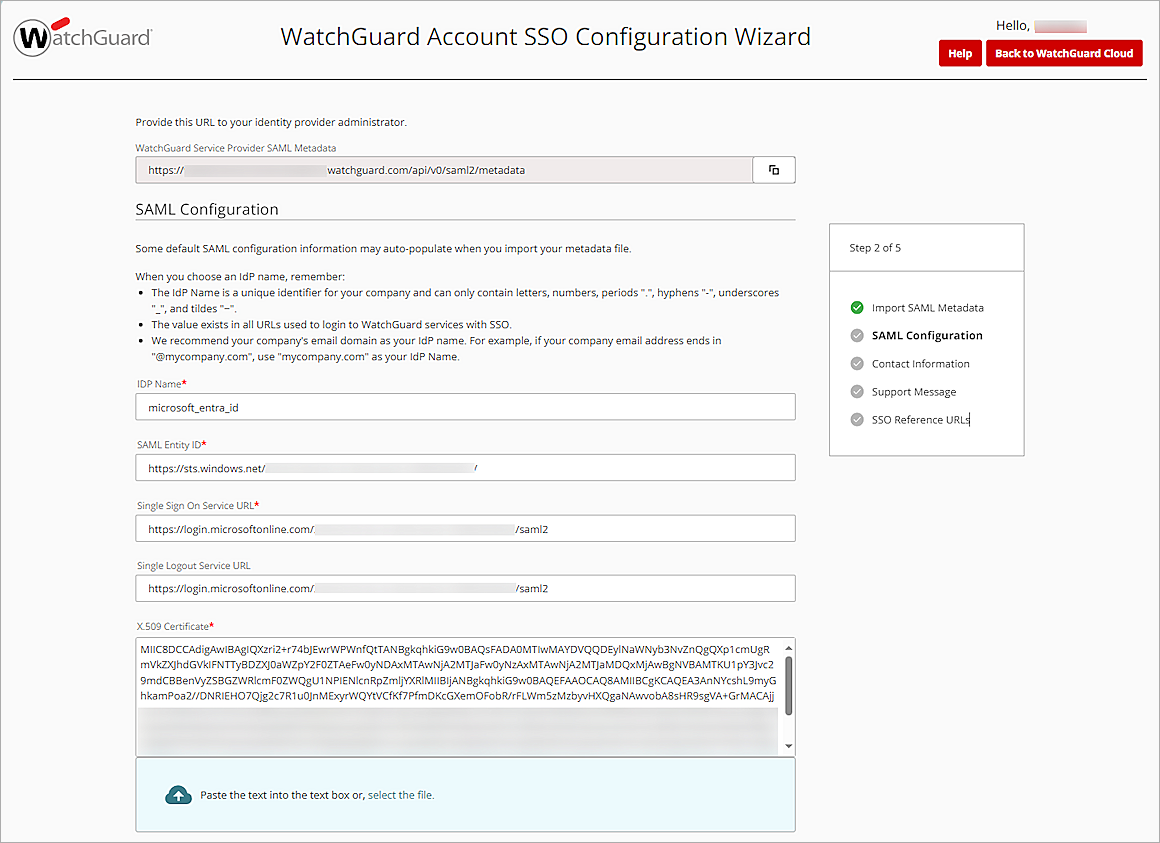 WatchGuard
WatchGuard Account SSO Configuration Wizard
Hello,
Help
Back to WatchGuard Cloud
Provide this URL to your identity provider administrator.
WatchGuard Service Provider SAML Metadata
https://
watchguard.com/api/v0/saml2/metadata
SAML Configuration
Some default SAML configuration information may auto-populate when you import your metadata file.
When you choose an IdP name, remember:
• The IdP Name is a unique identifier for your company and can only contain letters, numbers, periods ".", hyphens "-", underscores
"_", and tildes "~".
• The value exists in all URLs used to login to WatchGuard services with SSO.
• We recommend your company's email domain as your IdP name. For example, if your company email address ends in
"@mycompany.com", use "mycompany.com" as your IdP Name.
IDP Name*
microsoft_entra_id
SAML Entity ID*
https://sts.windows.net/ /
Single Sign On Service URL*
https://login.microsoftonline.com/ /saml2
Single Logout Service URL
https://login.microsoftonline.com/ /saml2
X.509 Certificate*
MIIC8DCCAdigAwIBAgIQXzri2+r74bJEwrWPWnfQtTANBgkqhkiG9w0BAQsFADA0MTIwMAYDVQQDEylNaWNyb3NvZnQgQXp1cmUgR
mVkZXJhdGVkIFNTTyBDZXJ0aWZpY2F0ZTAeFw0yNDAxMTAwNjA2MTJaFw0yNzAxMTAwNjA2MTJaMDQxMjAwBgNVBAMTKU1pY3Jvc2
9mdCBBenVyZSBGZWRlcmF0ZWQgU1NPIENlcnRpZmljYXRlMIIBIjANBgkqhkiG9w0BAQEFAAOCAQ8AMIIBCgKCAQEA3AnNYcshL9myG
hkamPoa2//DNRIEHO7Qjg2c7R1u0JnMExyrWQYtVCfKf7PfmDKcGXemOFobR/rFLWm5zMzbyvHXQgaNAwvobA8sHR9sgVA+GrMACAjj
Paste the text into the text box or, select the file.
Step 2 of 5
Import SAML Metadata
SAML Configuration
Contact Information
Support Message
SSO Reference URLs